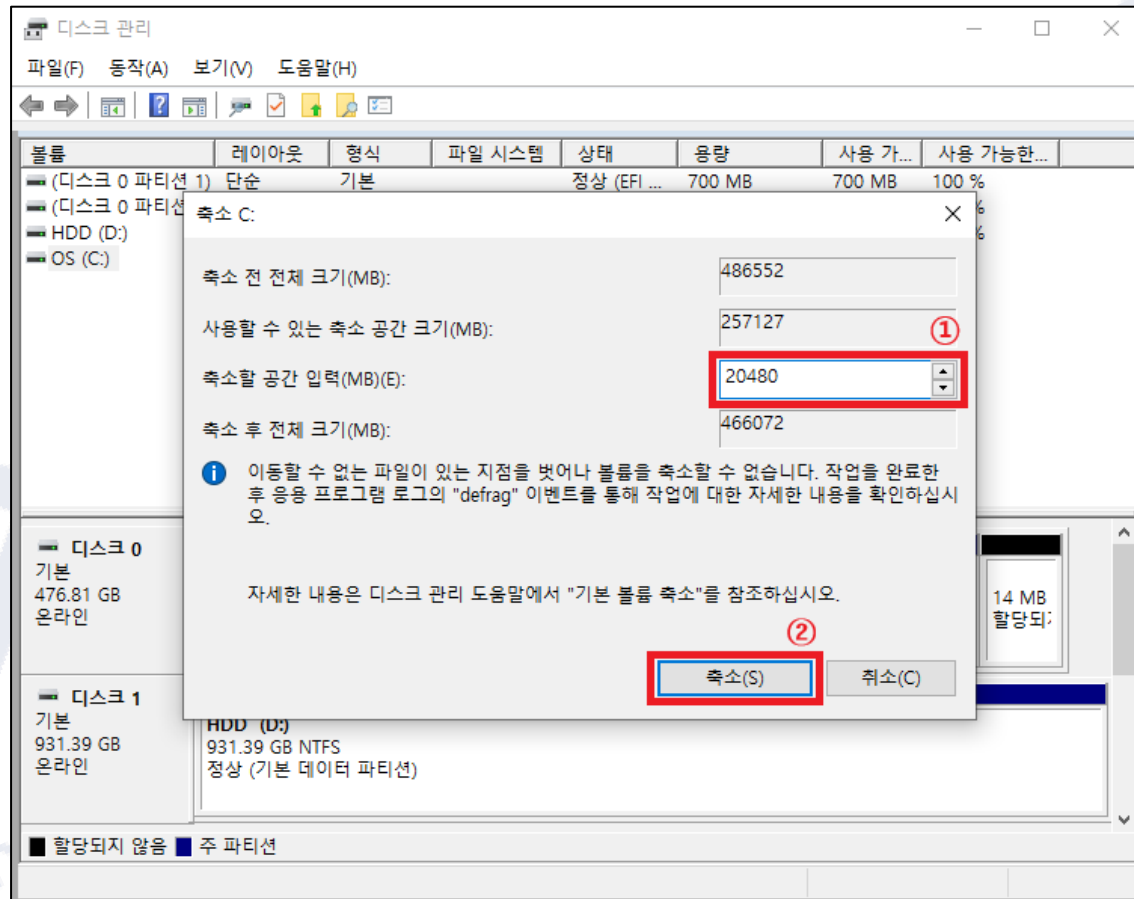 디스크 관리
파일(F) 동작(A) 보기(V) 도움말(H)
볼륨 레이아웃 형식 파일 시스템 상태 용량 사용 가... 사용 가능한...
(디스크 0 파티션 1) 단순 기본 정상 (EFI ... 700 MB 700 MB 100 %
(디스크 0 파티션 %
HDD (D:) %
OS (C:)
축소 C:
축소 전 전체 크기(MB): 486552
사용할 수 있는 축소 공간 크기(MB): 257127
①
축소할 공간 입력(MB)(E): 20480
축소 후 전체 크기(MB): 466072
이동할 수 없는 파일이 있는 지점을 벗어나 볼륨을 축소할 수 없습니다. 작업을 완료한
후 응용 프로그램 로그의 "defrag" 이벤트를 통해 작업에 대한 자세한 내용을 확인하십시
오.
자세한 내용은 디스크 관리 도움말에서 "기본 볼륨 축소"를 참조하십시오.
②
축소(S) 취소(C)
디스크 0
기본
476.81 GB
온라인
14 MB
할당되
디스크 1
기본
931.39 GB
온라인
HDD (D:)
931.39 GB NTFS
정상 (기본 데이터 파티션)
할당되지 않음 주 파티션